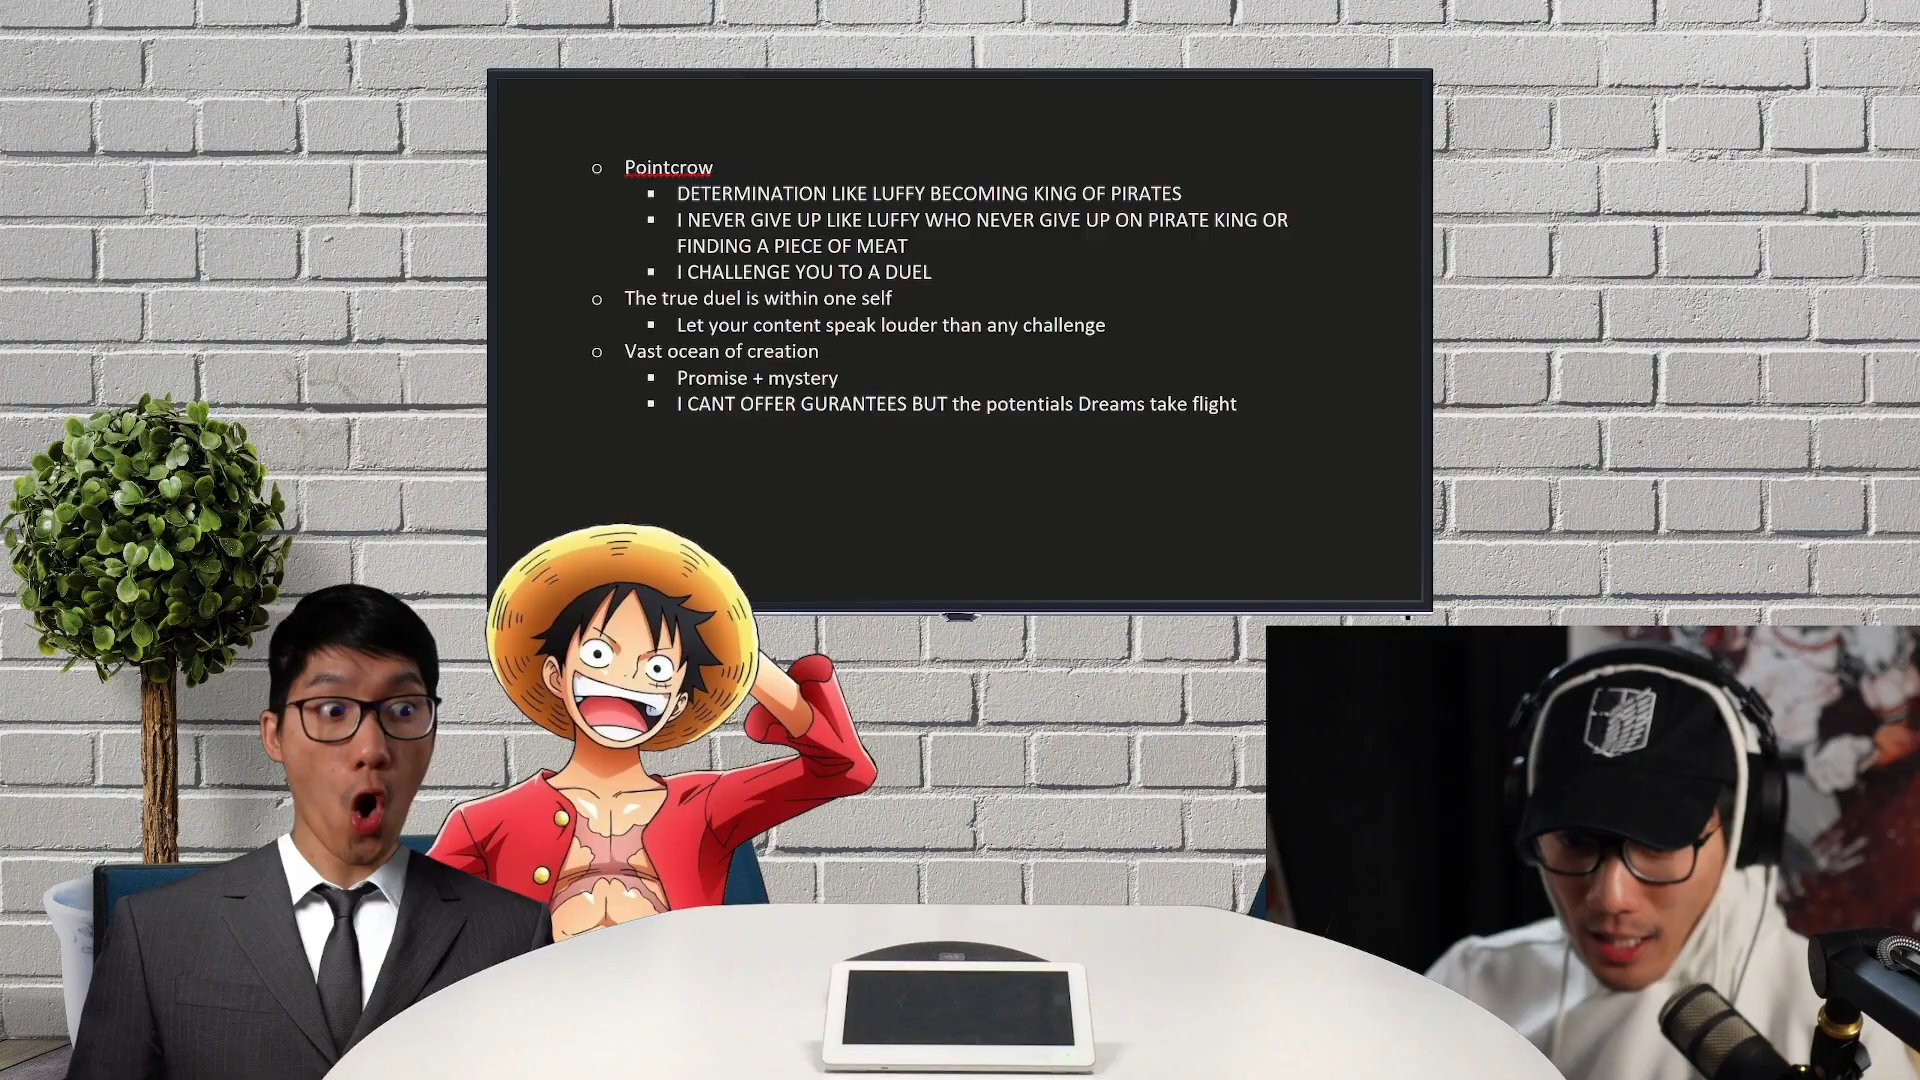 Pointcrow
DETERMINATION LIKE LUFFY BECOMING KING OF PIRATES
I NEVER GIVE UP LIKE LUFFY WHO NEVER GIVE UP ON PIRATE KING OR
FINDING A PIECE OF MEAT
I CHALLENGE YOU TO A DUEL
The true duel is within one self
Let your content speak louder than any challenge
Vast ocean of creation
Promise + mystery
I CANT OFFER GURANTEES BUT the potentials Dreams take flight